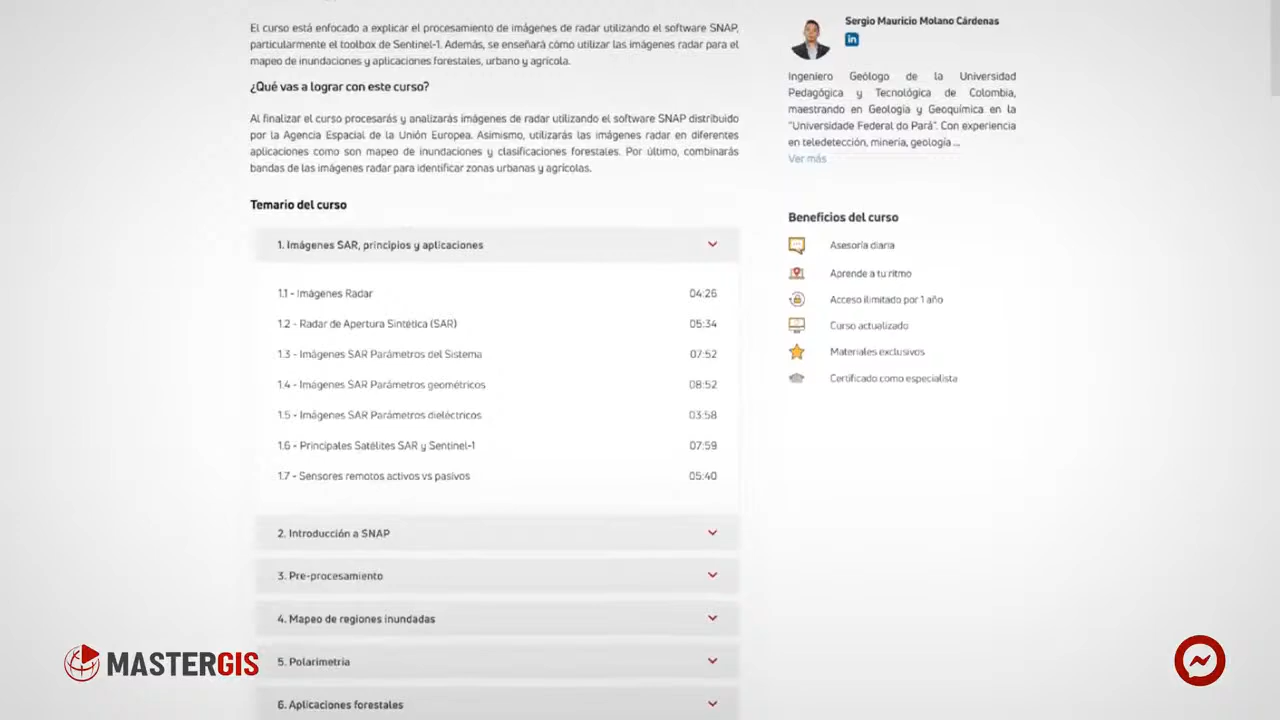 El curso está enfocado a explicar el procesamiento de imágenes de radar utilizando el software SNAP,
particularmente el toolbox de Sentinel-1. Además, se enseñará cómo utilizar las imágenes radar para el
mapeo de inundaciones y aplicaciones forestales, urbano y agrícola.
¿Qué vas a lograr con este curso?
Al finalizar el curso procesarás y analizarás imágenes de radar utilizando el software SNAP distribuido
por la Agencia Espacial de la Unión Europea. Asimismo, utilizarás las imágenes radar en diferentes
aplicaciones como son mapeo de inundaciones y clasificaciones forestales. Por último, combinarás
bandas de las imágenes radar para identificar zonas urbanas y agrícolas.
Temario del curso
1. Imágenes SAR, principios y aplicaciones
1.1 - Imágenes Radar 04:26
1.2 - Radar de Apertura Sintética (SAR) 05:34
1.3 - Imágenes SAR Parámetros del Sistema 07:52
1.4 - Imágenes SAR Parámetros geométricos 08:52
1.5 - Imágenes SAR Parámetros dieléctricos 03:58
1.6 - Principales Satélites SAR y Sentinel-1 07:59
1.7 - Sensores remotos activos vs pasivos 05:40
2. Introducción a SNAP
3. Pre-procesamiento
4. Mapeo de regiones inundadas
5. Polarimetría
6. Aplicaciones forestales
Sergio Mauricio Molano Cárdenas
in
Ingeniero Geólogo de la Universidad
Pedagógica y Tecnológica de Colombia,
maestrando en Geología y Geoquímica en la
"Universidade Federal do Pará". Con experiencia
en teledetección, minería, geología ...
Ver más
Beneficios del curso
Asesoría diaria
Aprende a tu ritmo
Acceso ilimitado por 1 año
Curso actualizado
Materiales exclusivos
Certificado como especialista
MASTERGIS